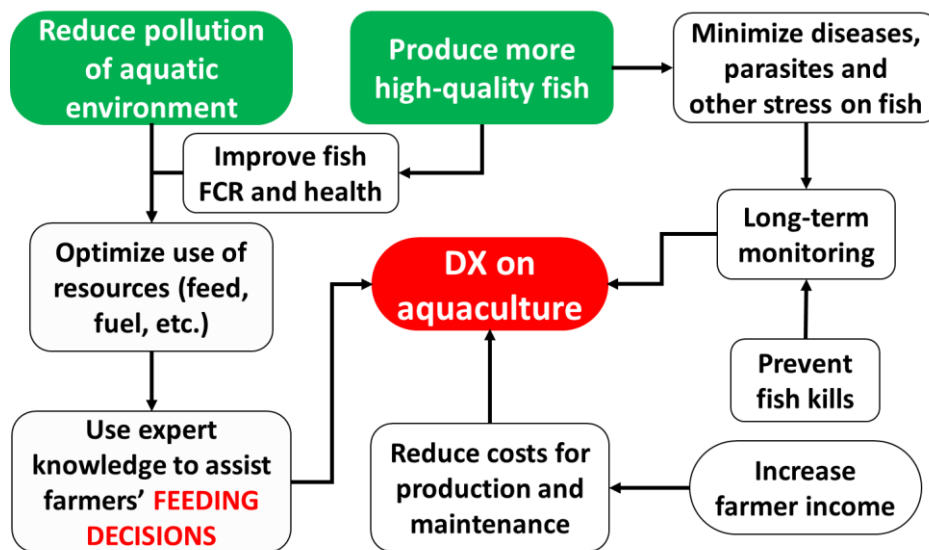 Reduce pollution
of aquatic
environment
Produce more
high-quality fish
Minimize diseases,
parasites and
other stress on fish
Improve fish
FCR and health
Optimize use of
resources (feed,
fuel, etc.)
DX on
aquaculture
Long-term
monitoring
Prevent
fish kills
Use expert
knowledge to assist
farmers’ FEEDING
DECISIONS
Reduce costs for
production and
maintenance
Increase
farmer income